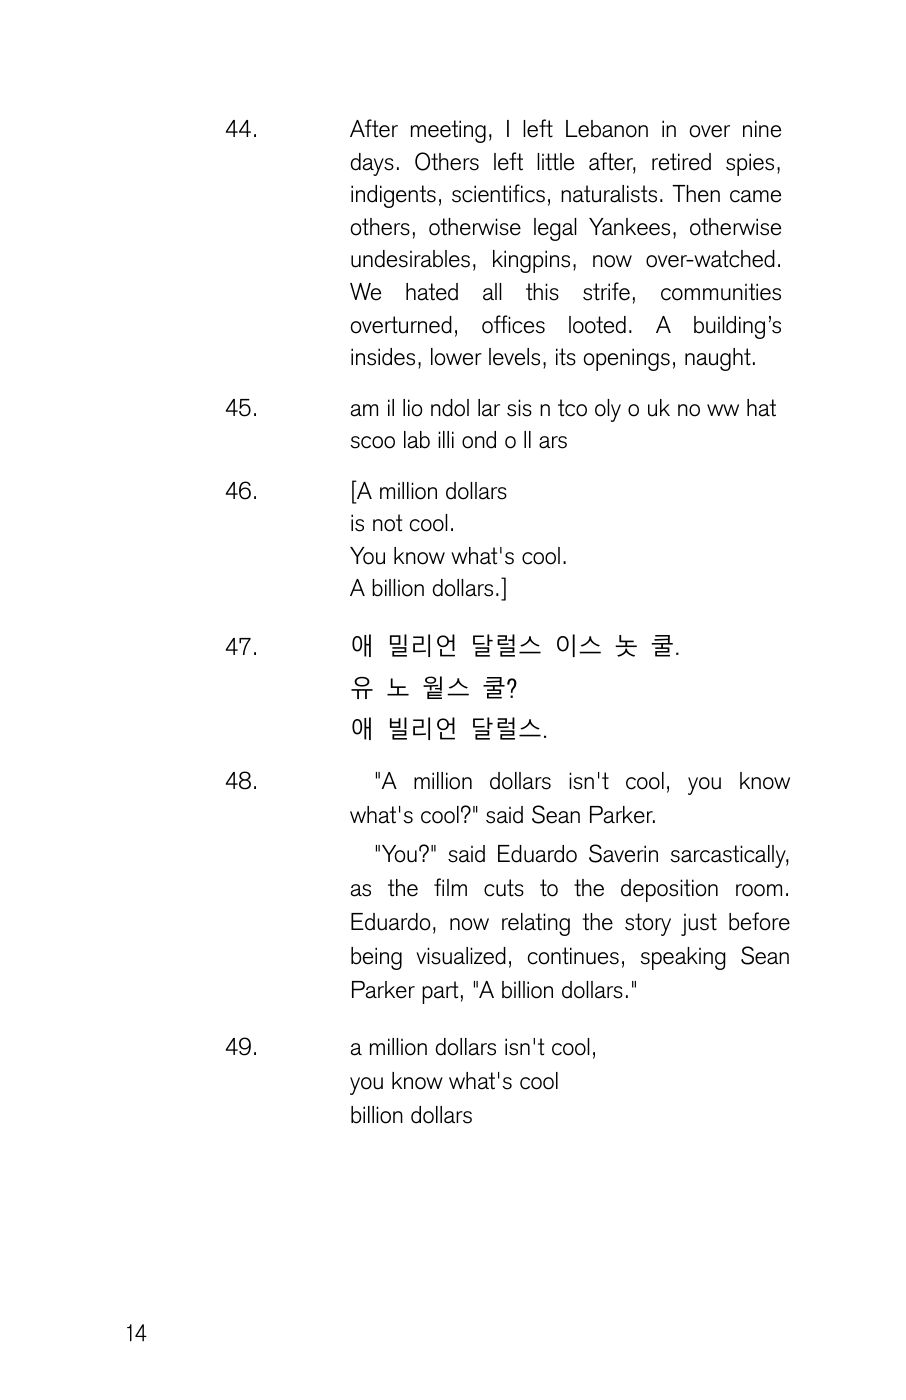 44. After meeting, I left Lebanon in over nine
days. Others left little after, retired spies,
indigents, scientifics, naturalists. Then came
others, otherwise legal Yankees, otherwise
undesirables, kingpins, now over-watched.
We hated all this strife, communities
overturned, offices looted. A building’s
insides, lower levels, its openings, naught.
45. am il lio ndol lar sis n tco oly o uk no ww hat
scoo lab illi ond o ll ars
46. [A million dollars
is not cool.
You know what's cool.
A billion dollars.]
47. 애 밀리언 달럴스 이스 놋 쿨.
유 노 웥스 쿨?
애 빌리언 달럴스.
48. "A million dollars isn't cool, you know
what's cool?" said Sean Parker.
"You?" said Eduardo Saverin sarcastically,
as the film cuts to the deposition room.
Eduardo, now relating the story just before
being visualized, continues, speaking Sean
Parker part, "A billion dollars."
49. a million dollars isn't cool,
you know what's cool
billion dollars
14